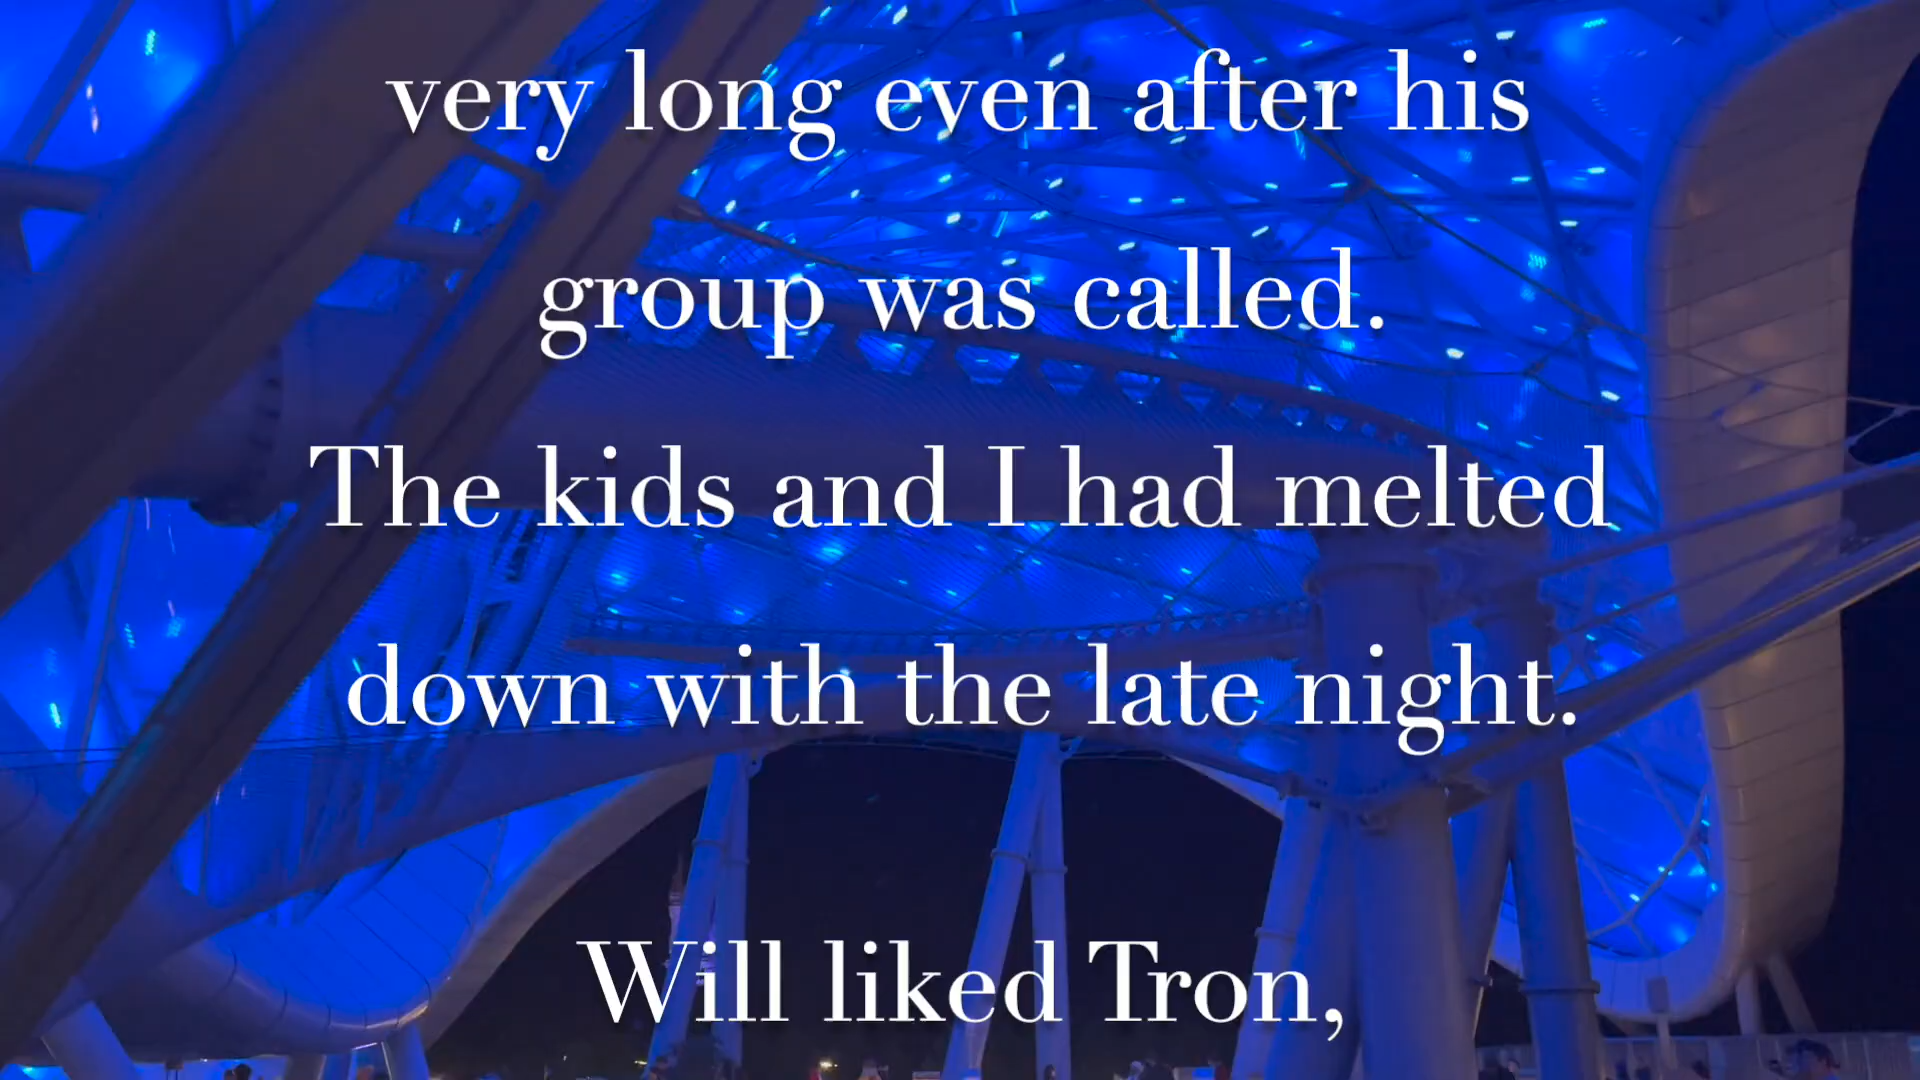 very long even after his
group was called.
The kids and I had melted
down with the late night.
Will liked Tron,